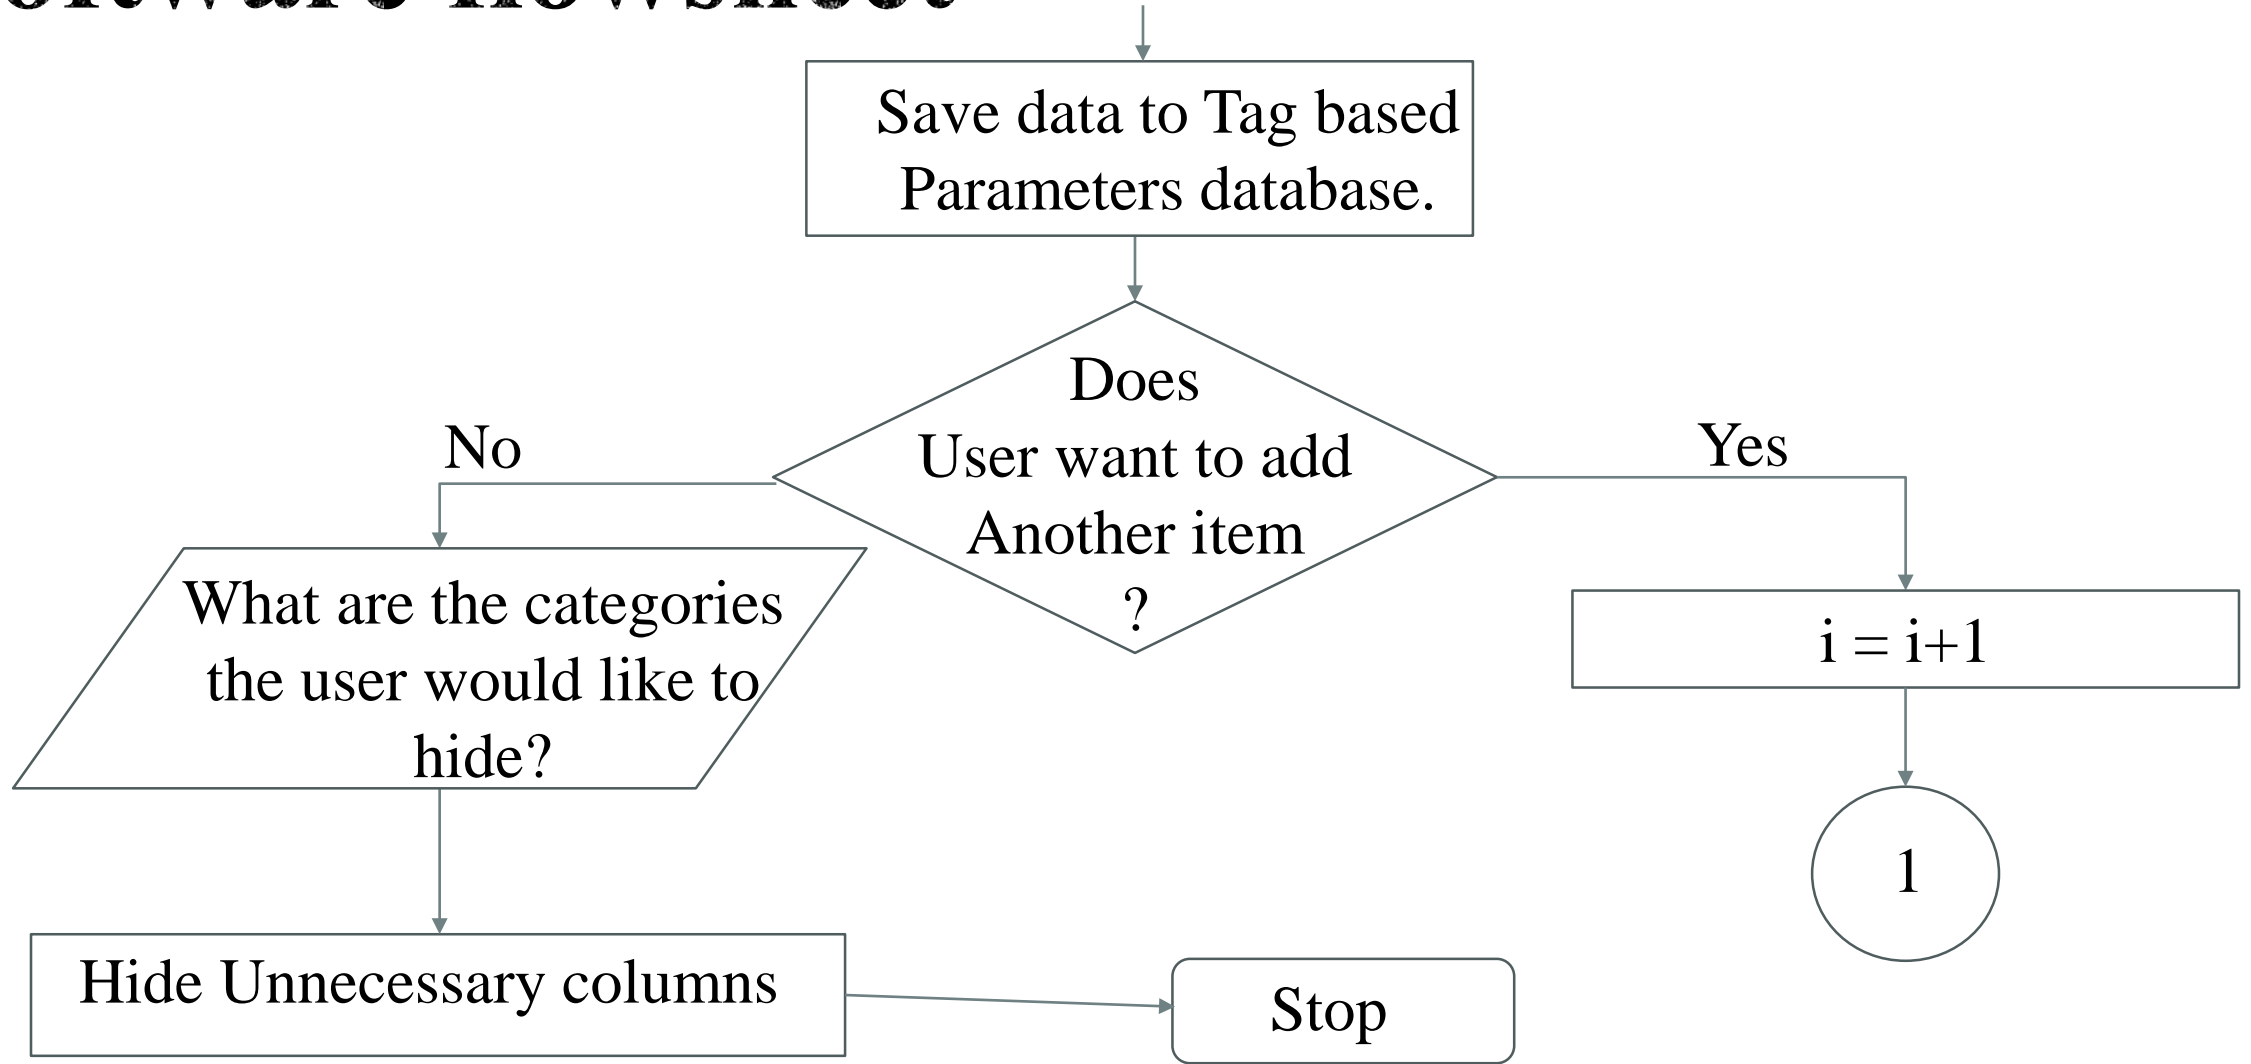 Save data to Tag based
Parameters database.
Does
User want to add
Another item
?
No
Yes
What are the categories
the user would like to
hide?
i = i+1
1
Hide Unnecessary columns
Stop